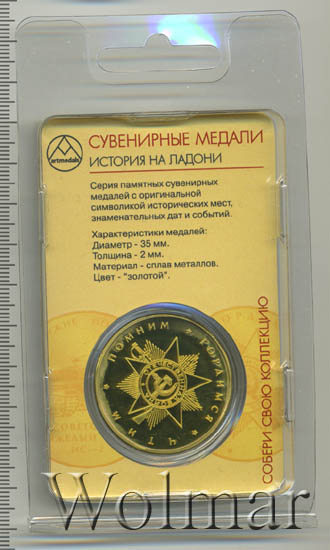 artmedals
СУВЕНИРНЫЕ МЕДАЛИ
ИСТОРИЯ НА ЛАДОНИ
Серия памятных сувенирных
медалей с оригинальной
символикой исторических мест,
знаменательных дат и событий.
Характеристики медалей:
Диаметр - 35 мм.
Толщина - 2 мм.
Материал - сплав металлов.
Цвет - "золотой".
СОБЕРИ СВОЮ КОЛЛЕКЦИЮ
ЧТИМ ★ ПОМНИМ ★ ГОРДИМСЯ ★
Wolmar